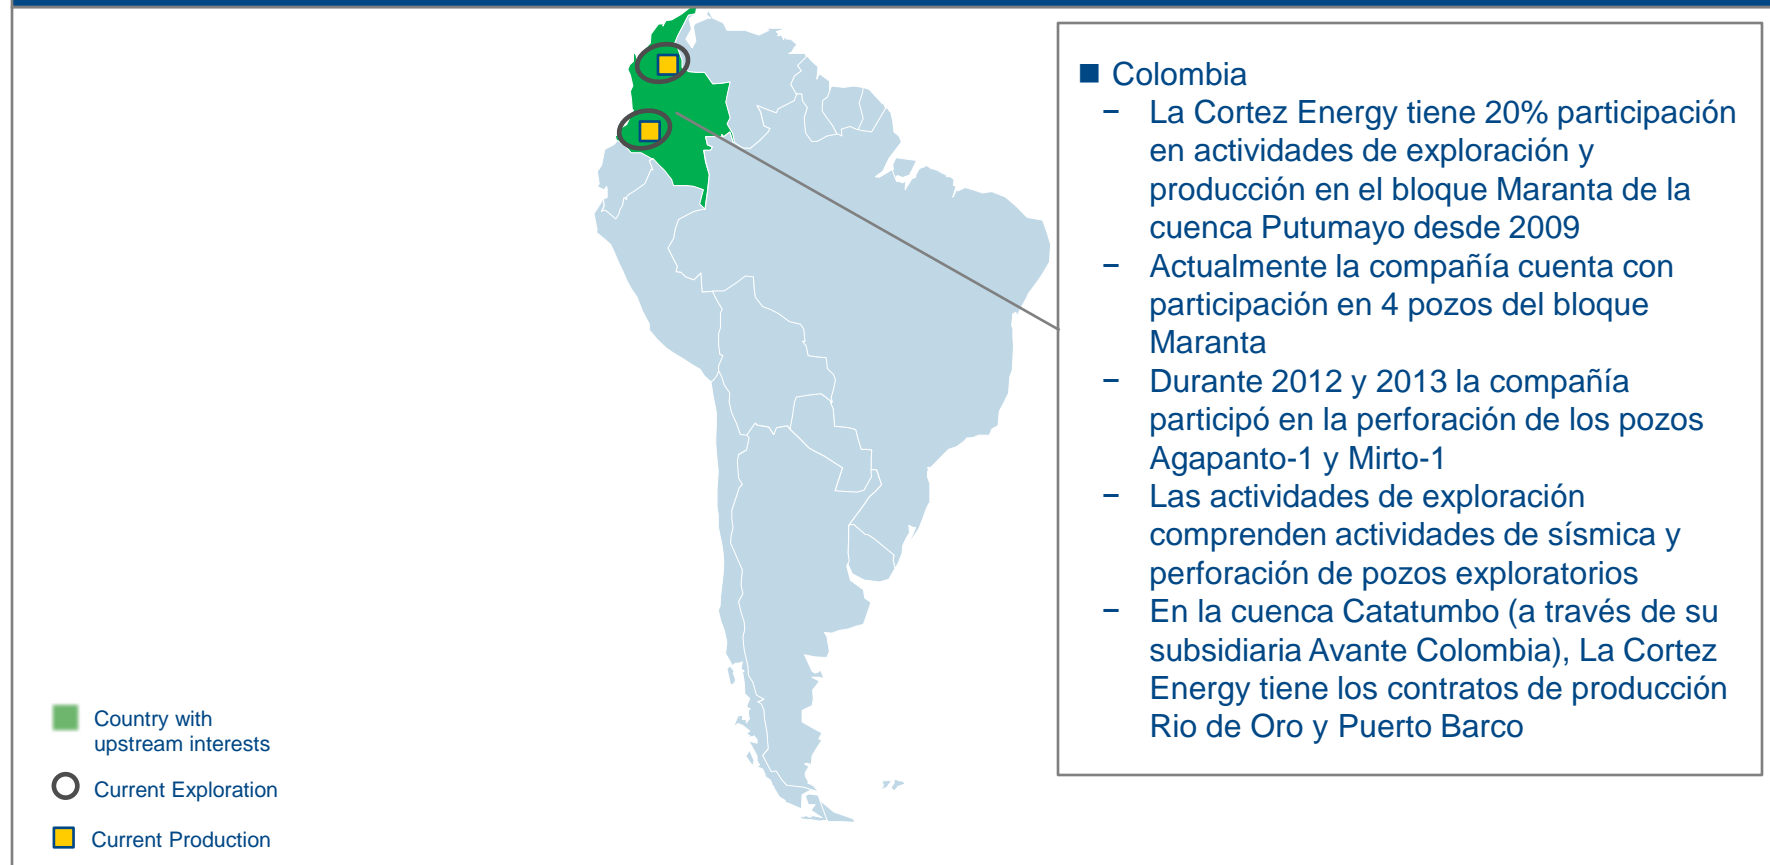 ■ Colombia
− La Cortez Energy tiene 20% participación
en actividades de exploración y
producción en el bloque Maranta de la
cuenca Putumayo desde 2009
− Actualmente la compañía cuenta con
participación en 4 pozos del bloque
Maranta
− Durante 2012 y 2013 la compañía
participó en la perforación de los pozos
Agapanto-1 y Mirto-1
− Las actividades de exploración
comprenden actividades de sísmica y
perforación de pozos exploratorios
− En la cuenca Catatumbo (a través de su
subsidiaria Avante Colombia), La Cortez
Energy tiene los contratos de producción
Rio de Oro y Puerto Barco
Country with
upstream interests
Current Exploration
Current Production